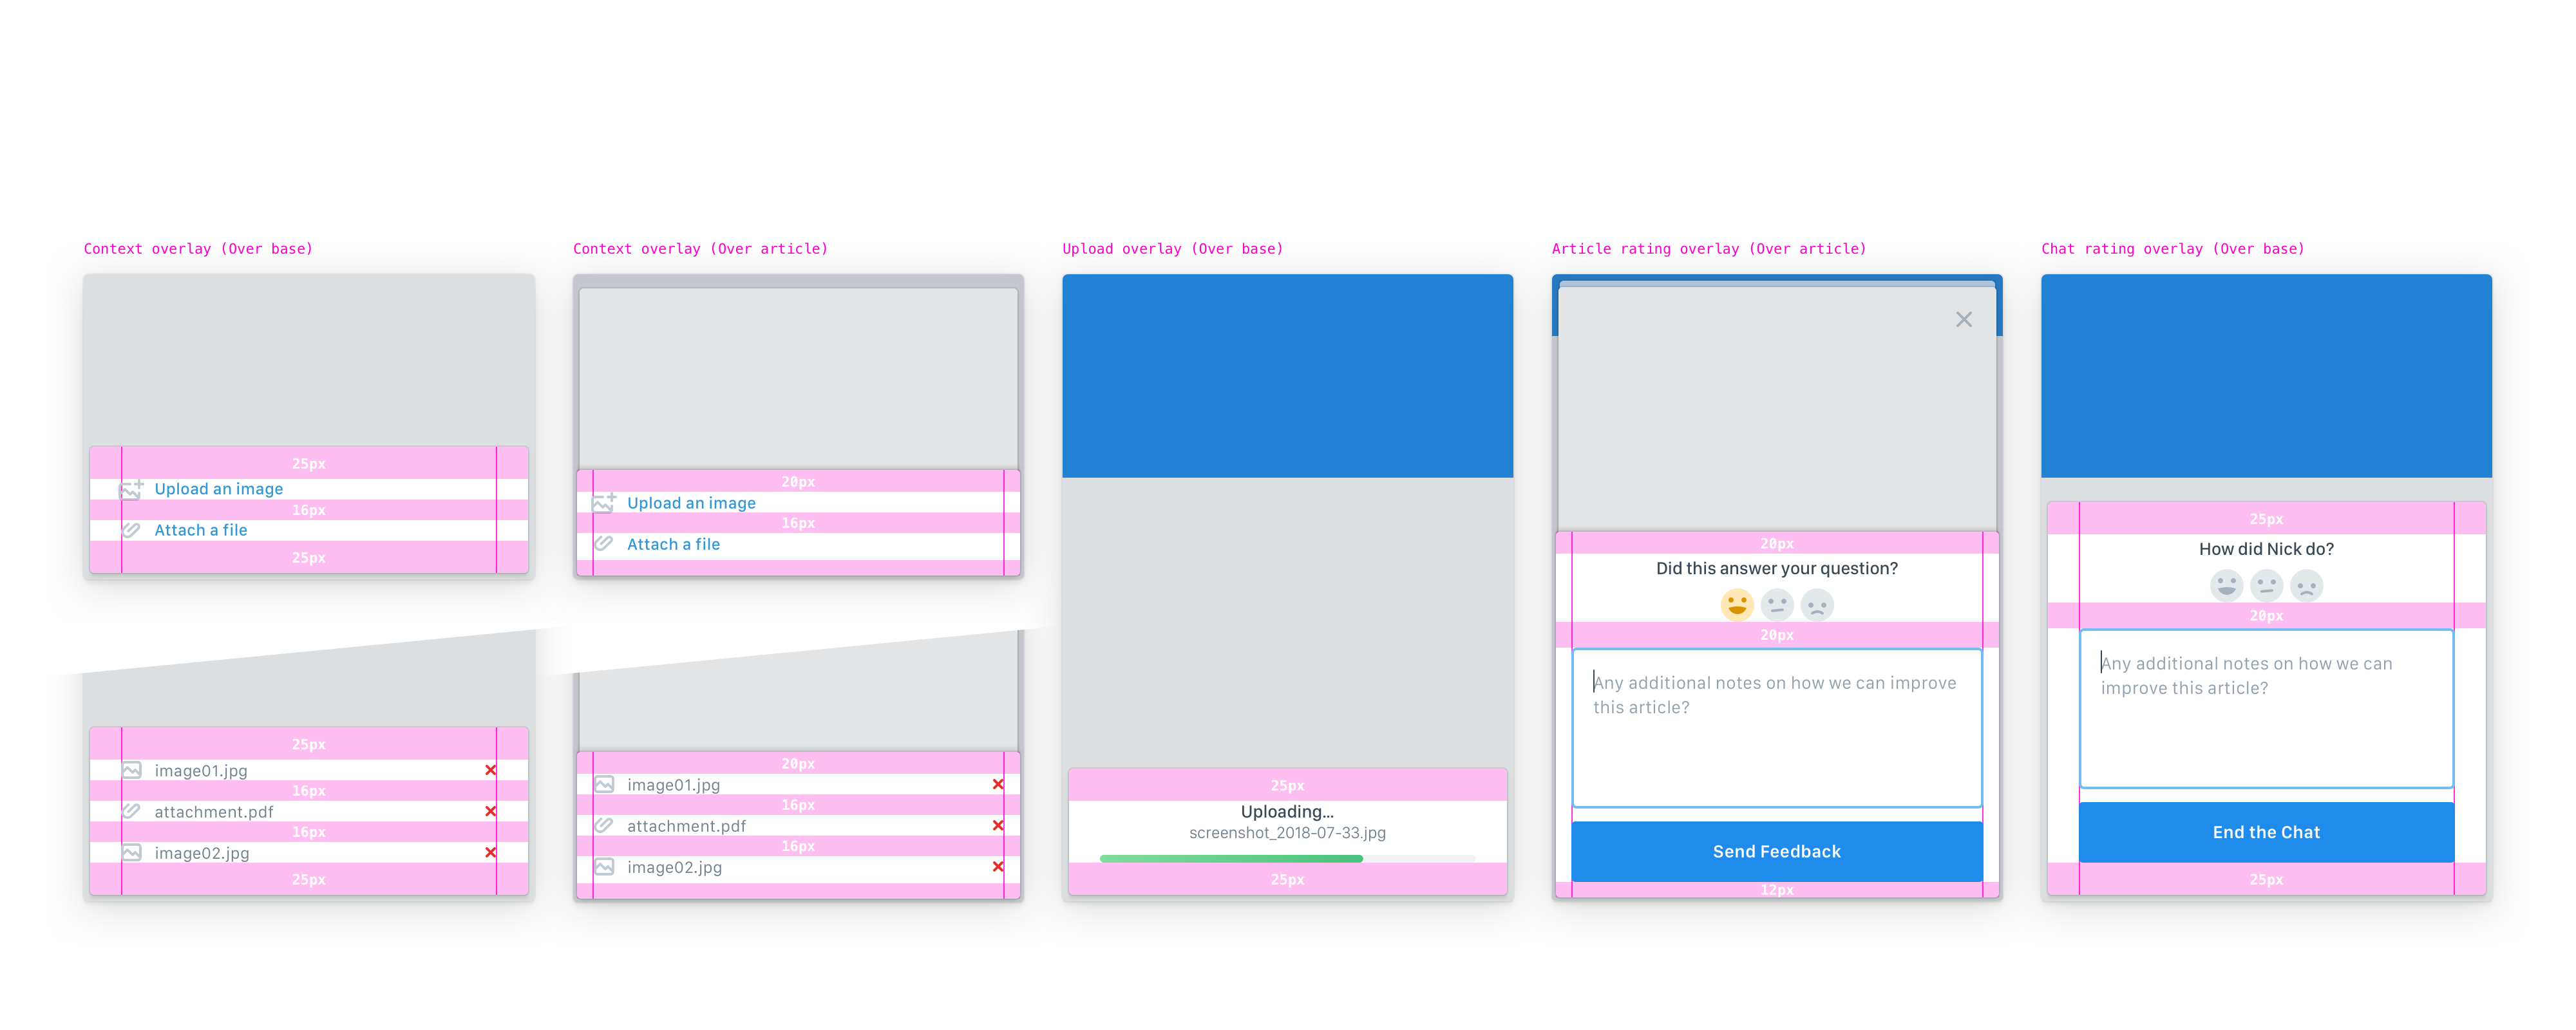 Context overlay (Over base)
25px
Upload an image
16px
Attach a file
25px
25px
image01.jpg
16px
attachment.pdf
16px
image02.jpg
25px
Context overlay (Over article)
20px
Upload an image
16px
Attach a file
20px
image01.jpg
16px
attachment.pdf
16px
image02.jpg
Upload overlay (Over base)
25px
Uploading...
screenshot_2018-07-33.jpg
25px
Article rating overlay (Over article)
20px
Did this answer your question?
20px
Any additional notes on how we can improve
this article?
Send Feedback
12px
Chat rating overlay (Over base)
25px
How did Nick do?
20px
Any additional notes on how we can
improve this article?
End the Chat
25px